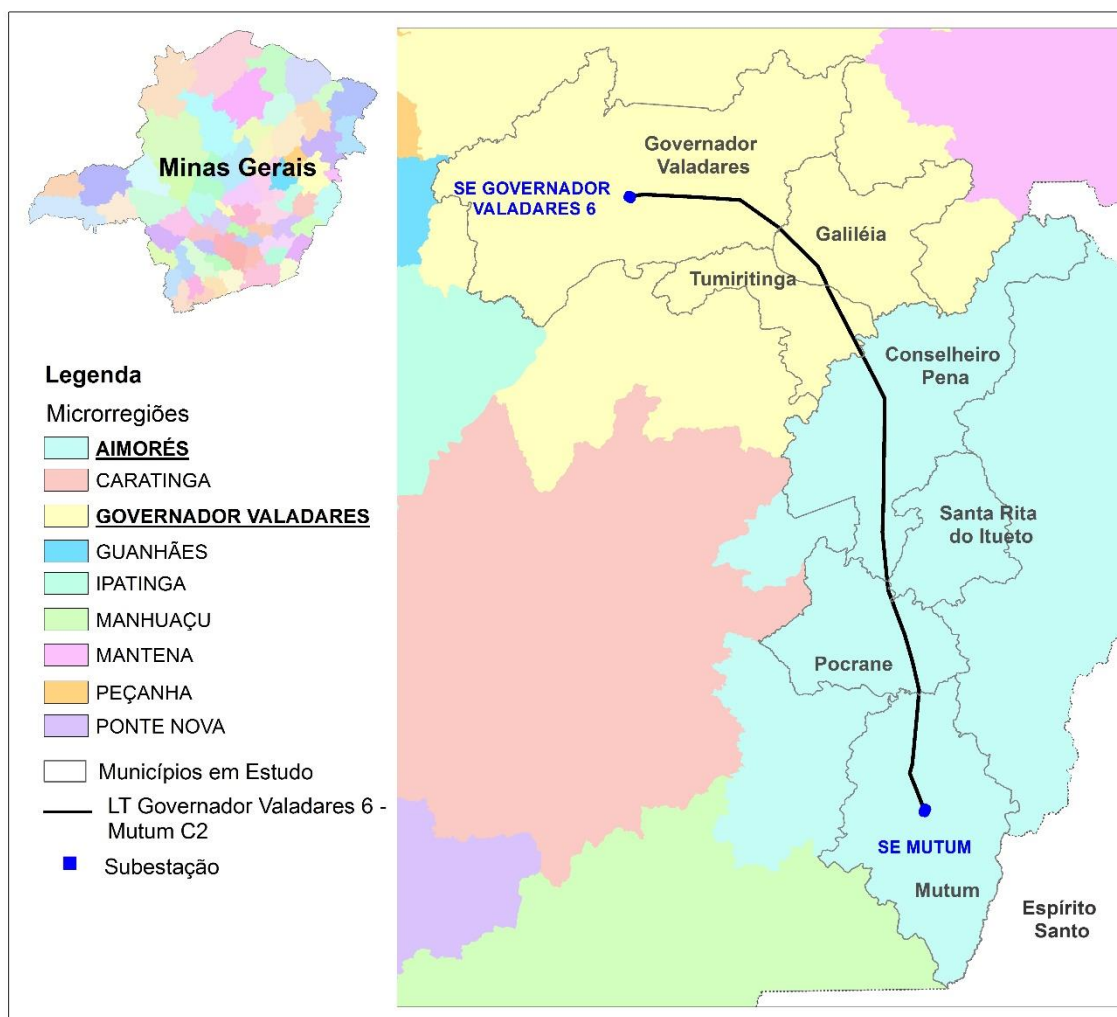 Minas Gerais
Legenda
Microrregiões
AIMORÉS
CARATINGA
GOVERNADOR VALADARES
GUANHÃES
IPATINGA
MANHUAÇU
MANTENA
PEÇANHA
PONTE NOVA
Municípios em Estudo
LT Governador Valadares 6 -
Mutum C2
Subestação
Governador
Valadares
SE GOVERNADOR
VALADARES 6
Galiléia
Tumiritinga
Conselheiro
Pena
Santa Rita
do Itueto
Pocrane
SE MUTUM
Mutum
Espírito
Santo